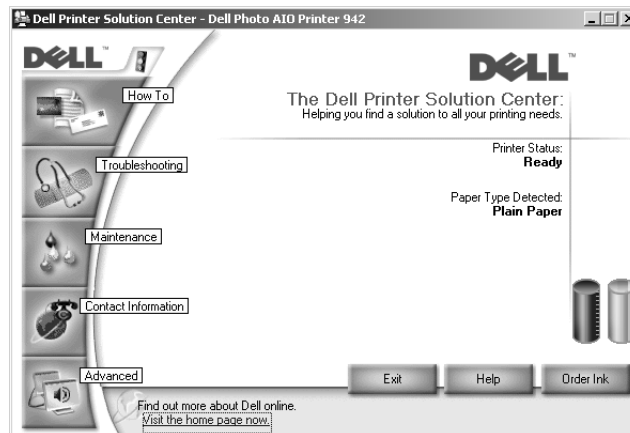 Dell Printer Solution Center - Dell Photo AIO Printer 942
DELL™
DELL™
How To
The Dell Printer Solution Center:
Helping you find a solution to all your printing needs.
Printer Status:
Ready
Troubleshooting
Paper Type Detected:
Plain Paper
Maintenance
Contact Information
Advanced
Exit
Help
Order Ink
Find out more about Dell online.
Visit the home page now.